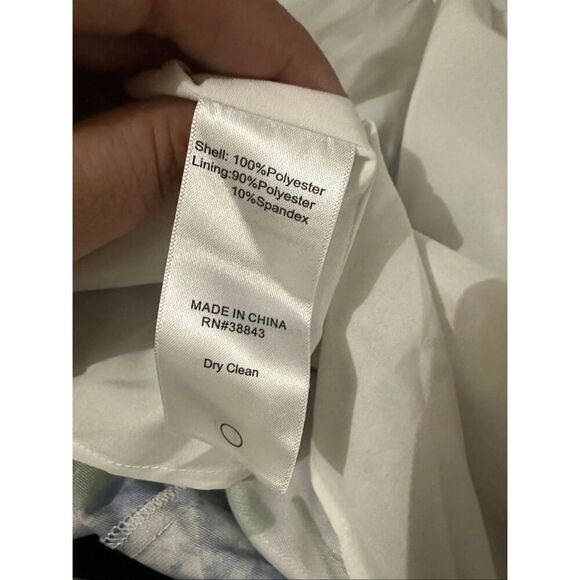 Shell: 100%Polyester
Lining:90%Polyester
10%Spandex
MADE IN CHINA
RN#38843
Dry Clean